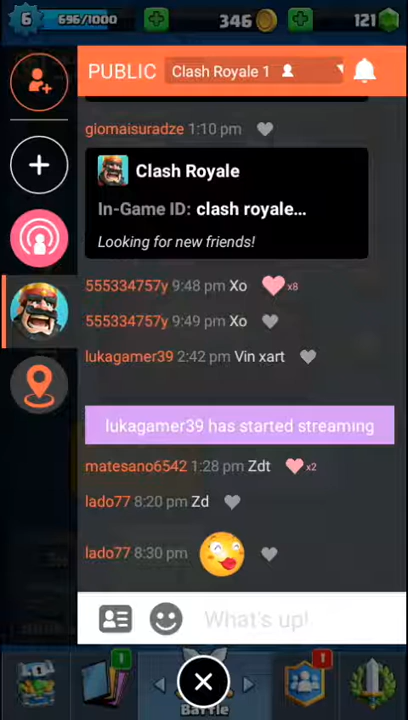 6 696/1000 346 121
PUBLIC Clash Royale 1
giomaisuradze 1:10 pm
Clash Royale
In-Game ID: clash royale...
Looking for new friends!
555334757y 9:48 pm Xo x8
555334757y 9:49 pm Xo
lukagamer39 2:42 pm Vin xart
lukagamer39 has started streaming
matesano6542 1:28 pm Zdt x2
lado77 8:20 pm Zd
lado77 8:30 pm
What's up!
1 1
Battle